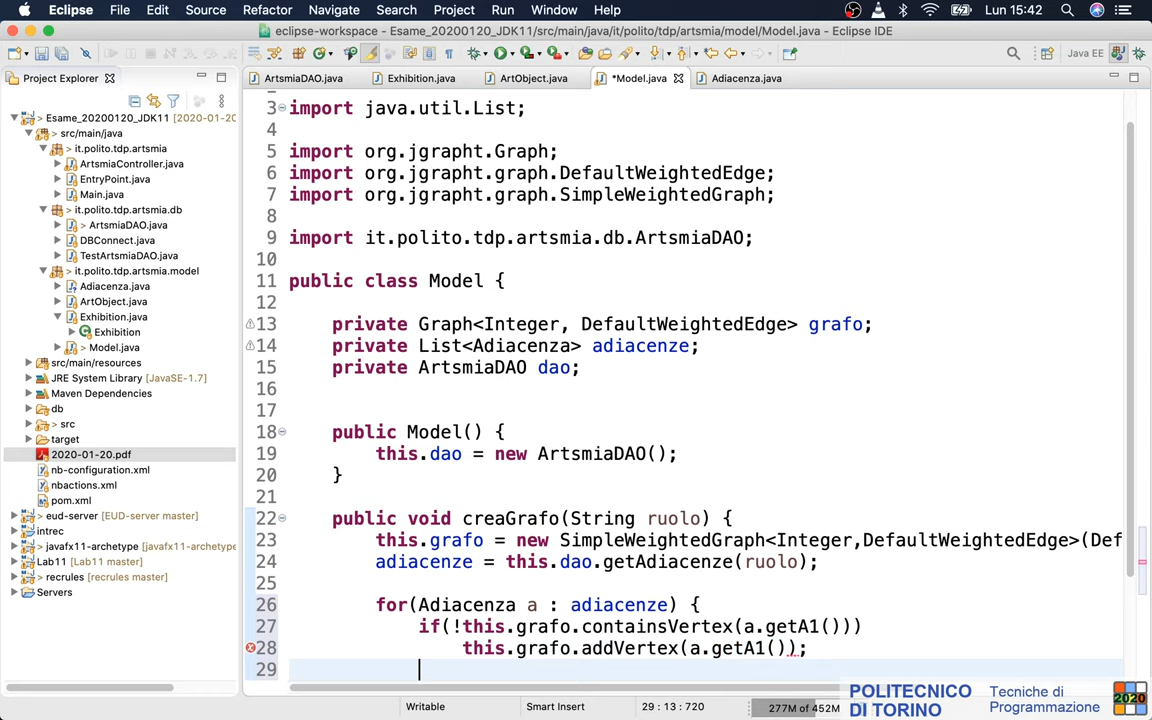 Eclipse File Edit Source Refactor Navigate Search Project Run Window Help Lun 15:42
eclipse-workspace - Esame_20200120_JDK11/src/main/java/it/polito/tdp/artsmia/model/Model.java - Eclipse IDE
Java EE
Project Explorer
ArtsmiaDAO.java Exhibition.java ArtObject.java *Model.java Adiacenza.java
> Esame_20200120_JDK11 [2020-01-20
> src/main/java
it.polito.tdp.artsmia
ArtsmiaController.java
EntryPoint.java
Main.java
> it.polito.tdp.artsmia.db
> ArtsmiaDAO.java
DBConnect.java
TestArtsmiaDAO.java
> it.polito.tdp.artsmia.model
Adiacenza.java
ArtObject.java
Exhibition.java
Exhibition
> Model.java
src/main/resources
JRE System Library [JavaSE-1.7]
Maven Dependencies
db
> src
target
2020-01-20.pdf
nb-configuration.xml
nbactions.xml
pom.xml
> eud-server [EUD-server master]
intrec
> javafx11-archetype [javafx11-archetype
Lab11 [Lab11 master]
> recrules [recrules master]
Servers
3 import java.util.List;
4
5 import org.jgrapht.Graph;
6 import org.jgrapht.graph.DefaultWeightedEdge;
7 import org.jgrapht.graph.SimpleWeightedGraph;
8
9 import it.polito.tdp.artsmia.db.ArtsmiaDAO;
10
11 public class Model {
12
13 private Graph<Integer, DefaultWeightedEdge> grafo;
14 private List<Adiacenza> adiacenze;
15 private ArtsmiaDAO dao;
16
17
18 public Model() {
19 this.dao = new ArtsmiaDAO();
20 }
21
22 public void creaGrafo(String ruolo) {
23 this.grafo = new SimpleWeightedGraph<Integer,DefaultWeightedEdge>(Def
24 adiacenze = this.dao.getAdiacenze(ruolo);
25
26 for(Adiacenza a : adiacenze) {
27 if(!this.grafo.containsVertex(a.getA1()))
28 this.grafo.addVertex(a.getA1());
29
Writable Smart Insert 29 : 13 : 720 277M of 452M
POLITECNICO DI TORINO
Tecniche di Programmazione
2020